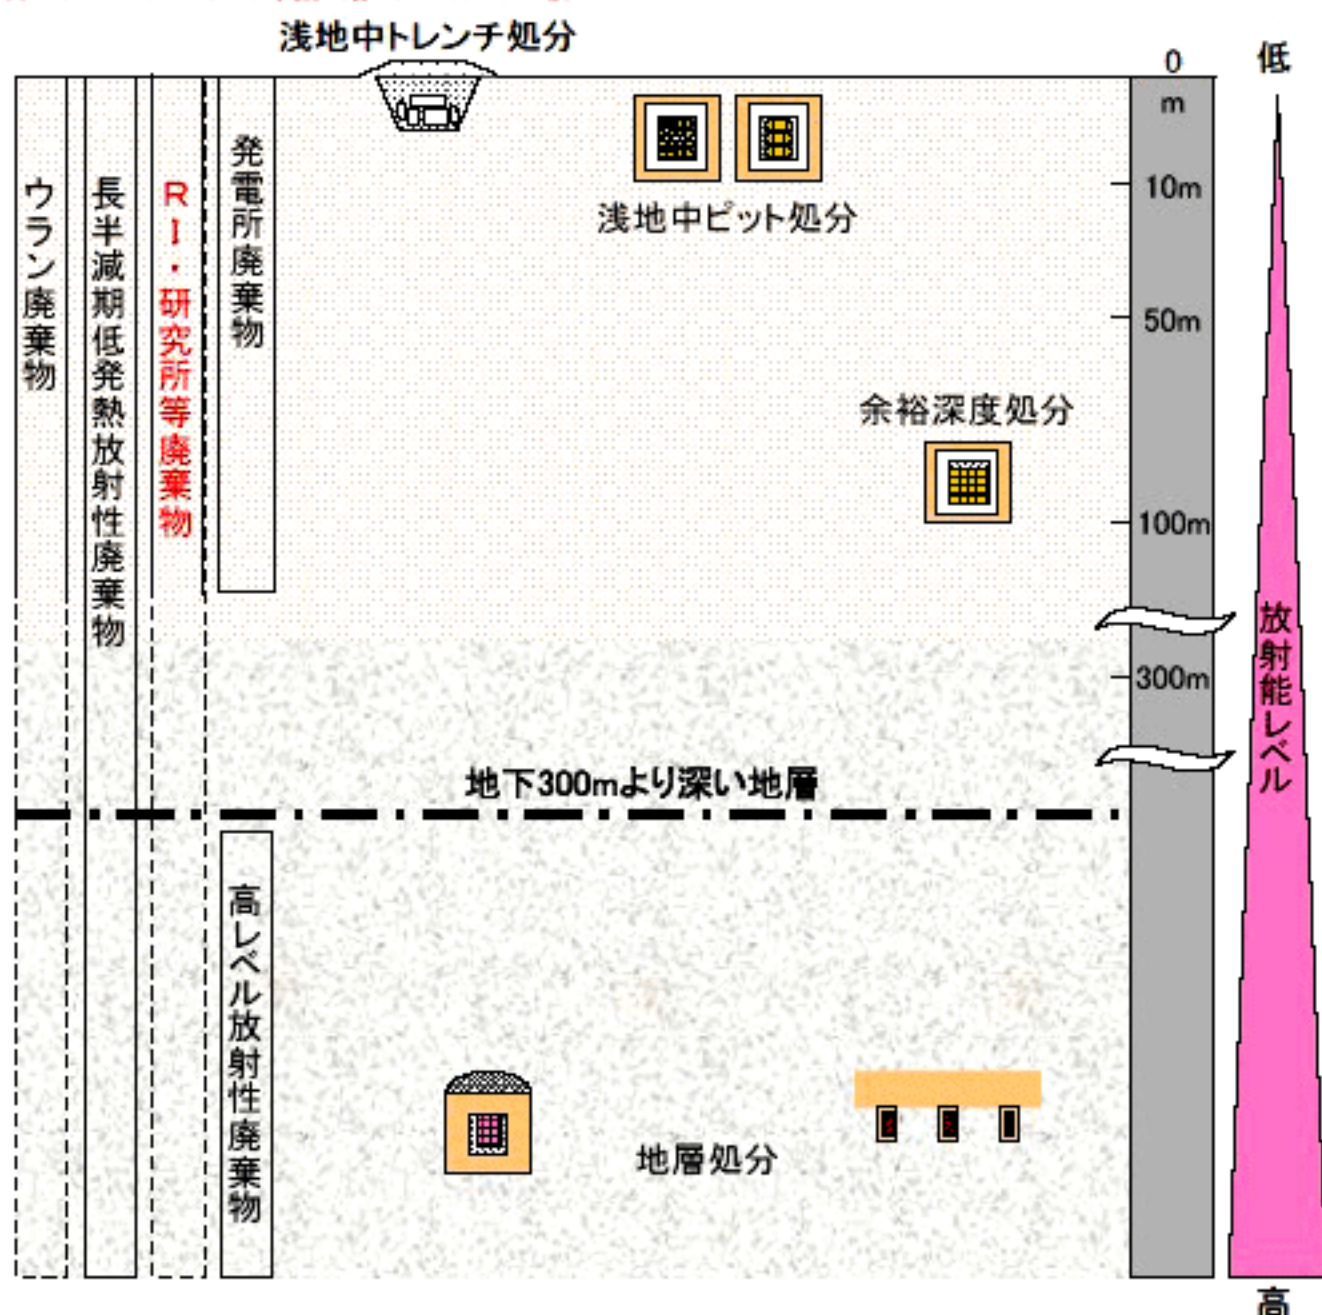 浅地中トレンチ処分
0
m
低
ウラン廃棄物
長半減期低発熱放射性廃棄物
RI・研究所等廃棄物
発電所廃棄物
浅地中ピット処分
10m
50m
余裕深度処分
100m
300m
放射能レベル
地下300mより深い地層
高レベル放射性廃棄物
地層処分
高